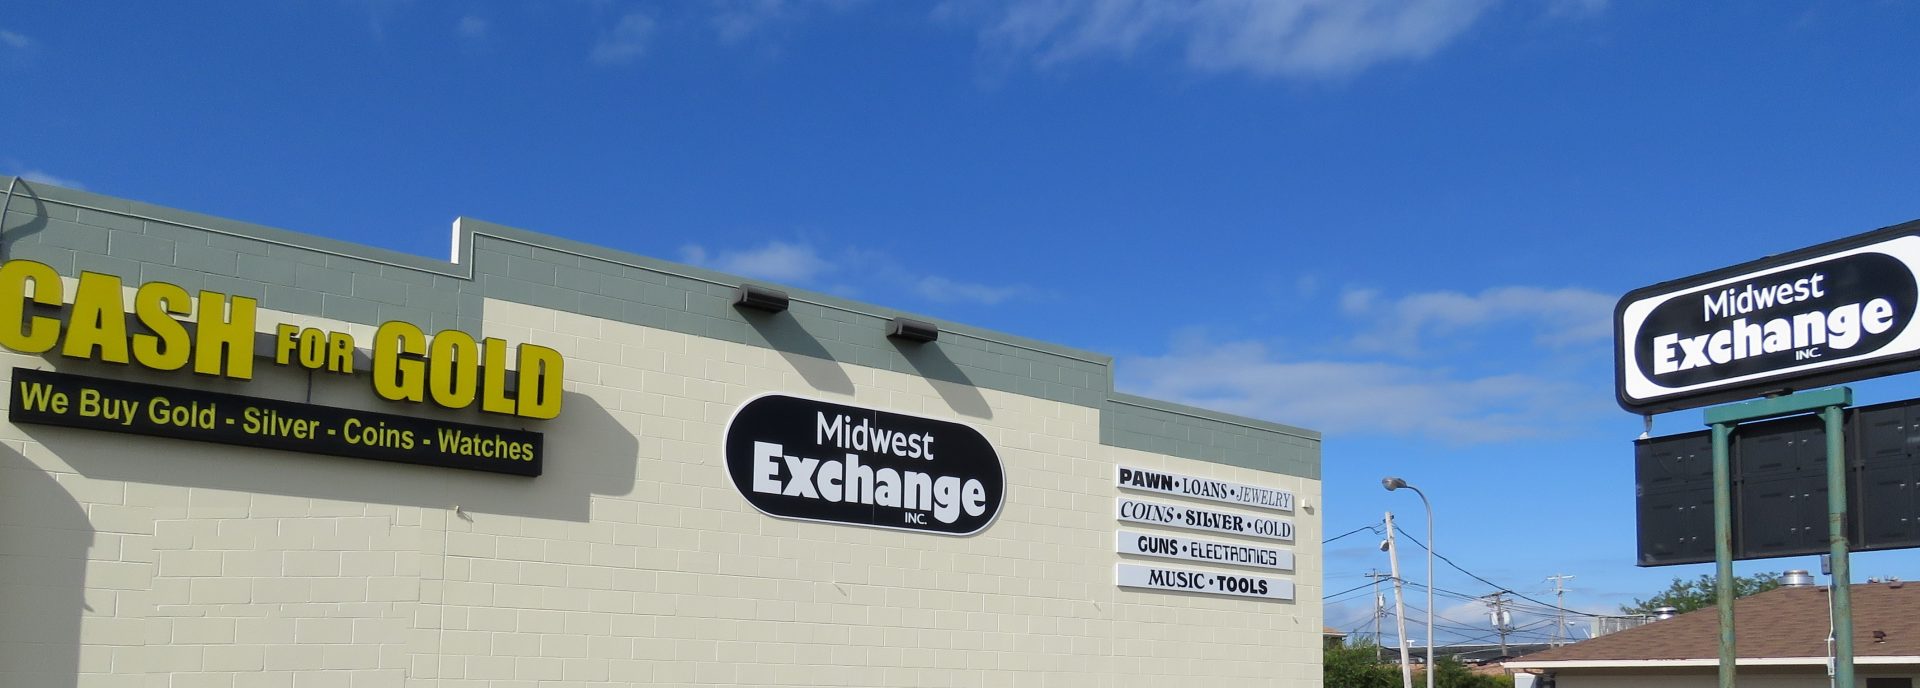 CASH FOR GOLD
We Buy Gold - Silver - Coins - Watches
Midwest
Exchange
INC.
PAWN • LOANS • JEWELRY
COINS • SILVER • GOLD
GUNS • ELECTRONICS
MUSIC • TOOLS
Midwest
Exchange
INC.